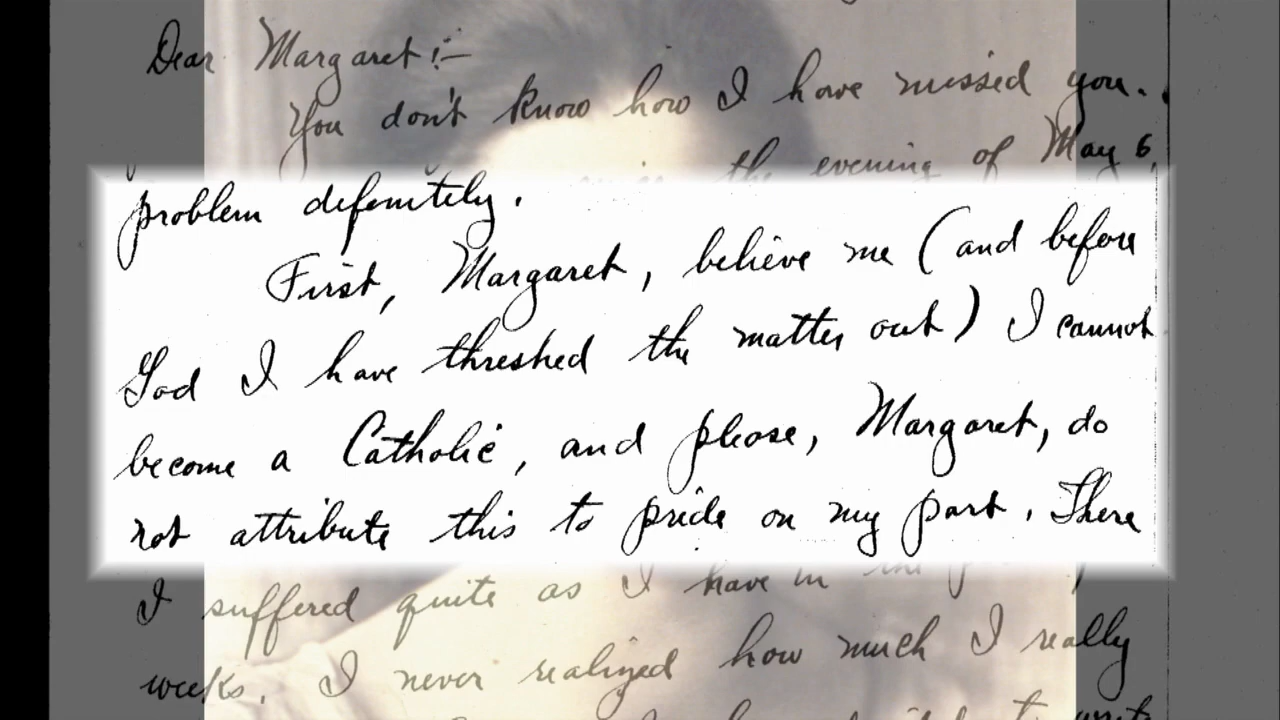 Dear Margaret:-
You don't know how I have missed you.
the evening of May 6,
problem definitely.
First, Margaret, believe me (and before
God I have threshed the matter out) I cannot
become a Catholic, and please, Margaret, do
not attribute this to pride on my part. There
I suffered quite as I have in the
weeks. I never realized how much I really